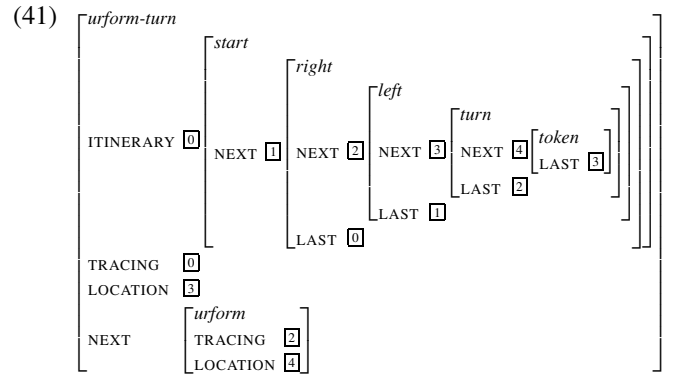 (41)
urform-turn
start
right
left
turn
token
ITINERARY 0 NEXT 1 NEXT 2 NEXT 3 NEXT 4 LAST 3
LAST 2
LAST 1
LAST 0
TRACING 0
LOCATION 3
urform
NEXT TRACING 2
LOCATION 4